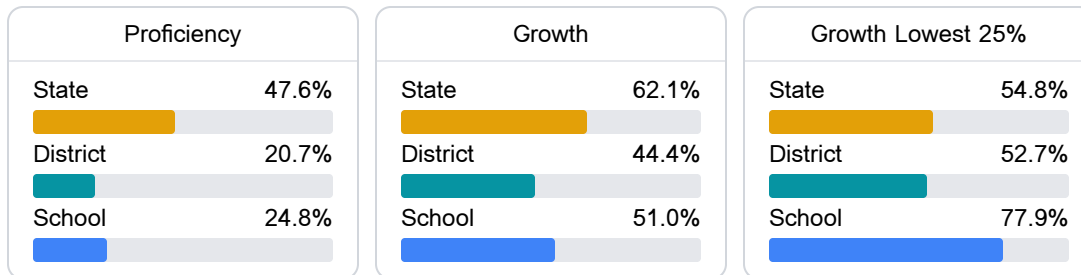 Proficiency
State 47.6%
District 20.7%
School 24.8%
Growth
State 62.1%
District 44.4%
School 51.0%
Growth Lowest 25%
State 54.8%
District 52.7%
School 77.9%